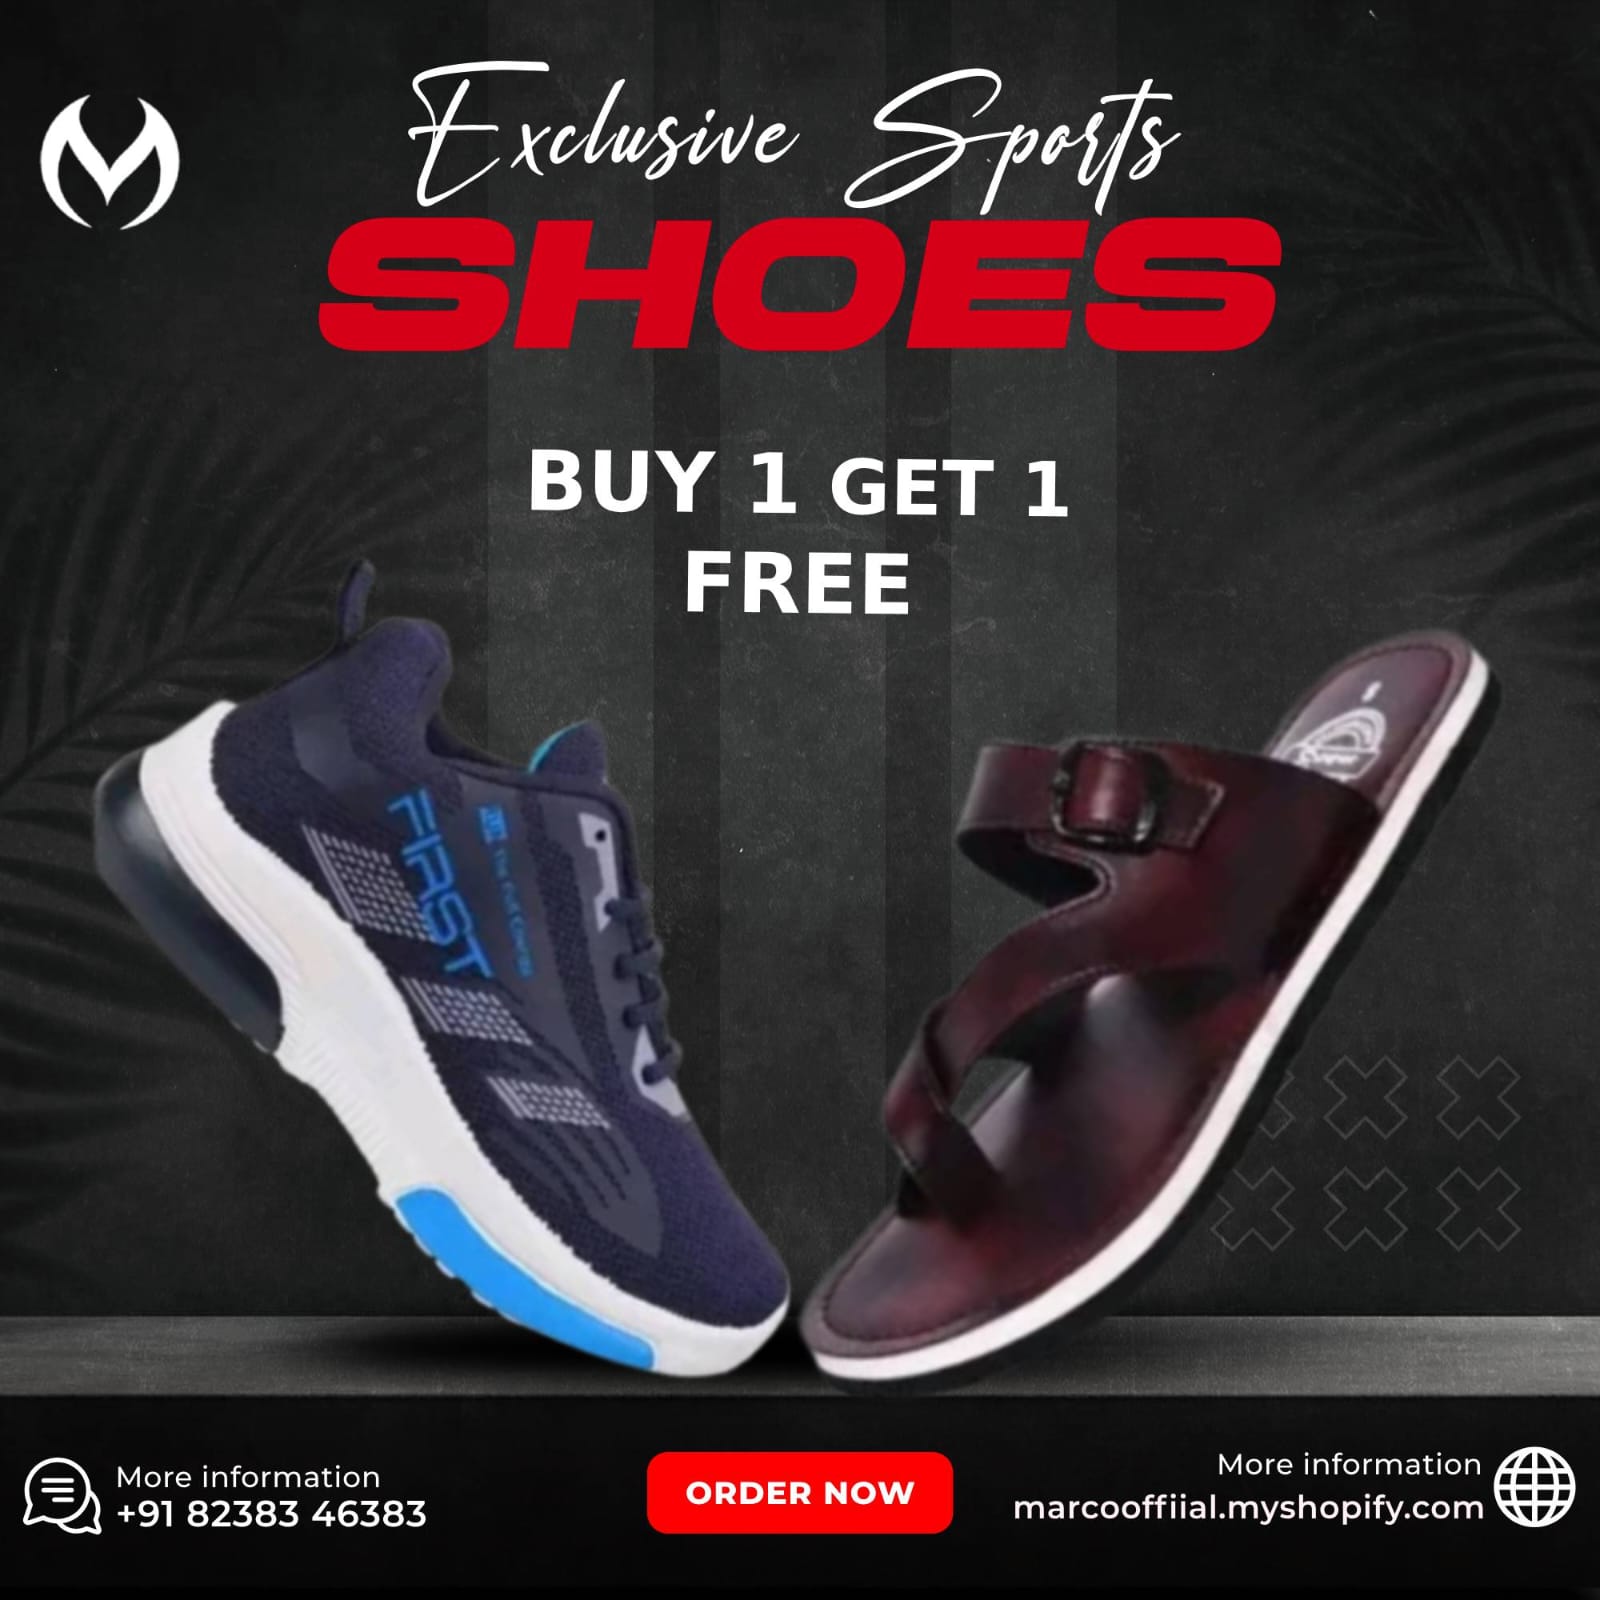 Exclusive Sports
SHOES
BUY 1 GET 1
FREE
FIRST
More information
+91 82383 46383
ORDER NOW
More information
marcooffiial.myshopify.com